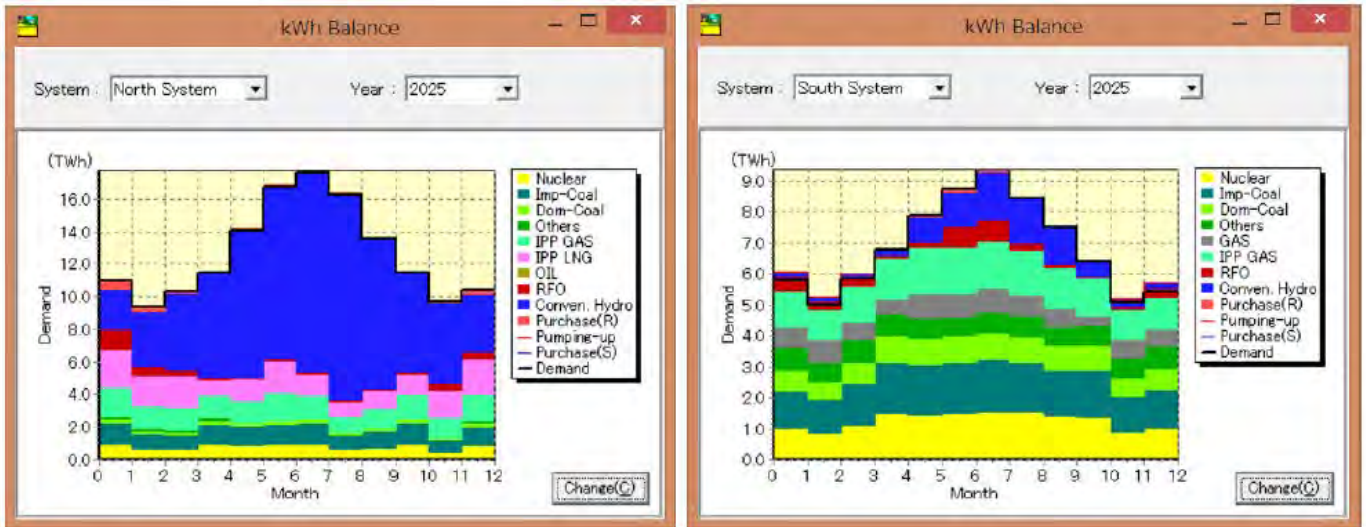 kWh Balance
System : North System
Year : 2025
(TWh)
16.0
14.0
12.0
10.0
8.0
6.0
4.0
2.0
0.0
Demand
0 1 2 3 4 5 6 7 8 9 10 11 12
Month
Nuclear
Imp-Coal
Dom-Coal
Others
IPP GAS
IPP LNG
OIL
RFO
Conven. Hydro
Purchase(R)
Pumping-up
Purchase(S)
Demand
Change(C)
kWh Balance
System : South System
Year : 2025
(TWh)
9.0
8.0
7.0
6.0
5.0
4.0
3.0
2.0
1.0
0.0
Demand
0 1 2 3 4 5 6 7 8 9 10 11 12
Month
Nuclear
Imp-Coal
Dom-Coal
Others
GAS
IPP GAS
RFO
Conven. Hydro
Purchase(R)
Pumping-up
Purchase(S)
Demand
Change(C)